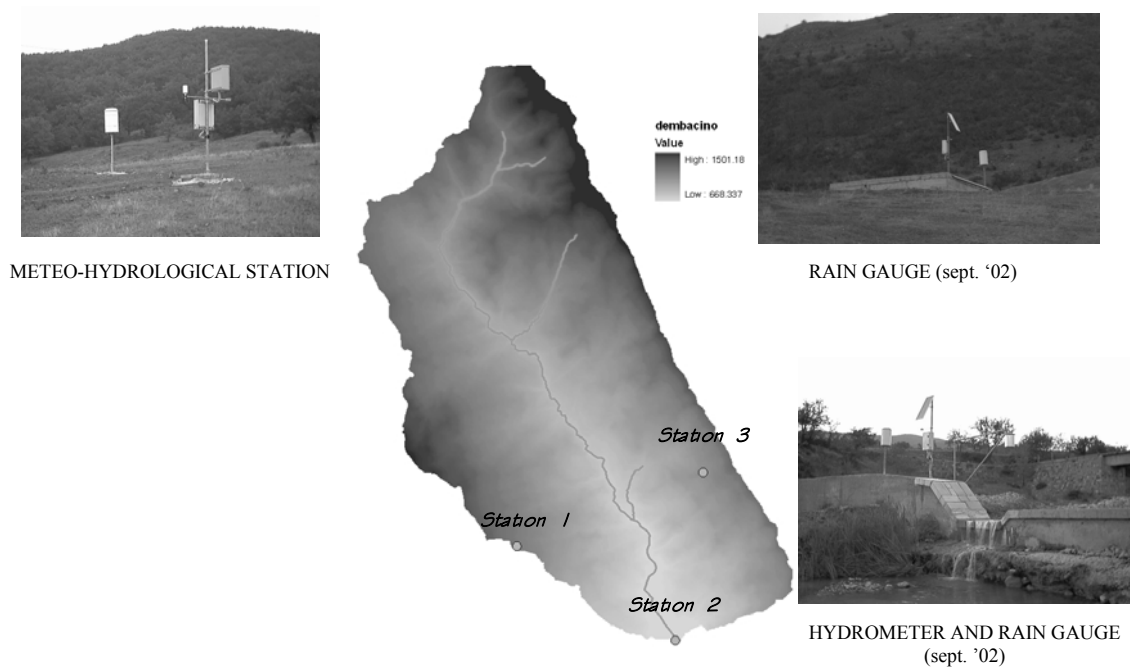 dembacino
Value
High : 1501.18
Low : 668.337
METEO-HYDROLOGICAL STATION
RAIN GAUGE (sept. ‘02)
Station 3
Station 1
Station 2
HYDROMETER AND RAIN GAUGE
(sept. ’02)